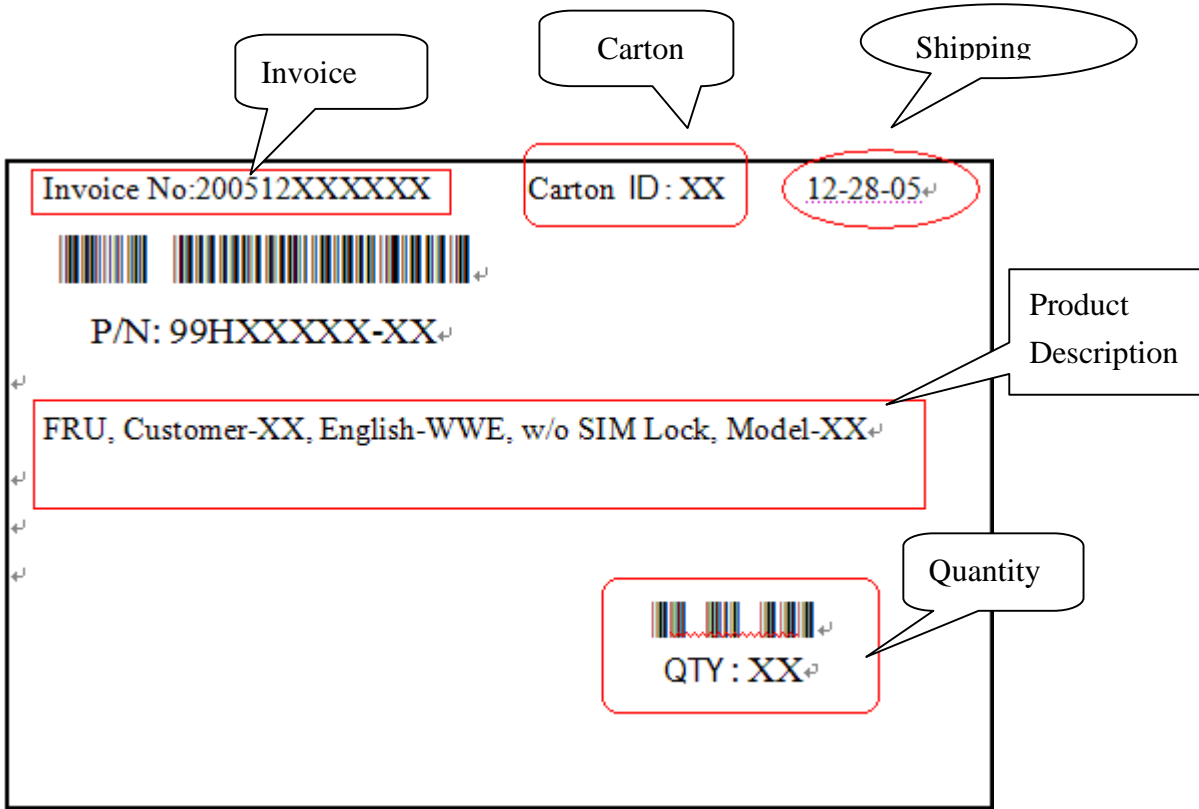 Invoice
Carton
Shipping
Invoice No:200512XXXXXX
Carton ID : XX
12-28-05
P/N: 99HXXXXX-XX
Product
Description
FRU, Customer-XX, English-WWE, w/o SIM Lock, Model-XX
Quantity
QTY : XX